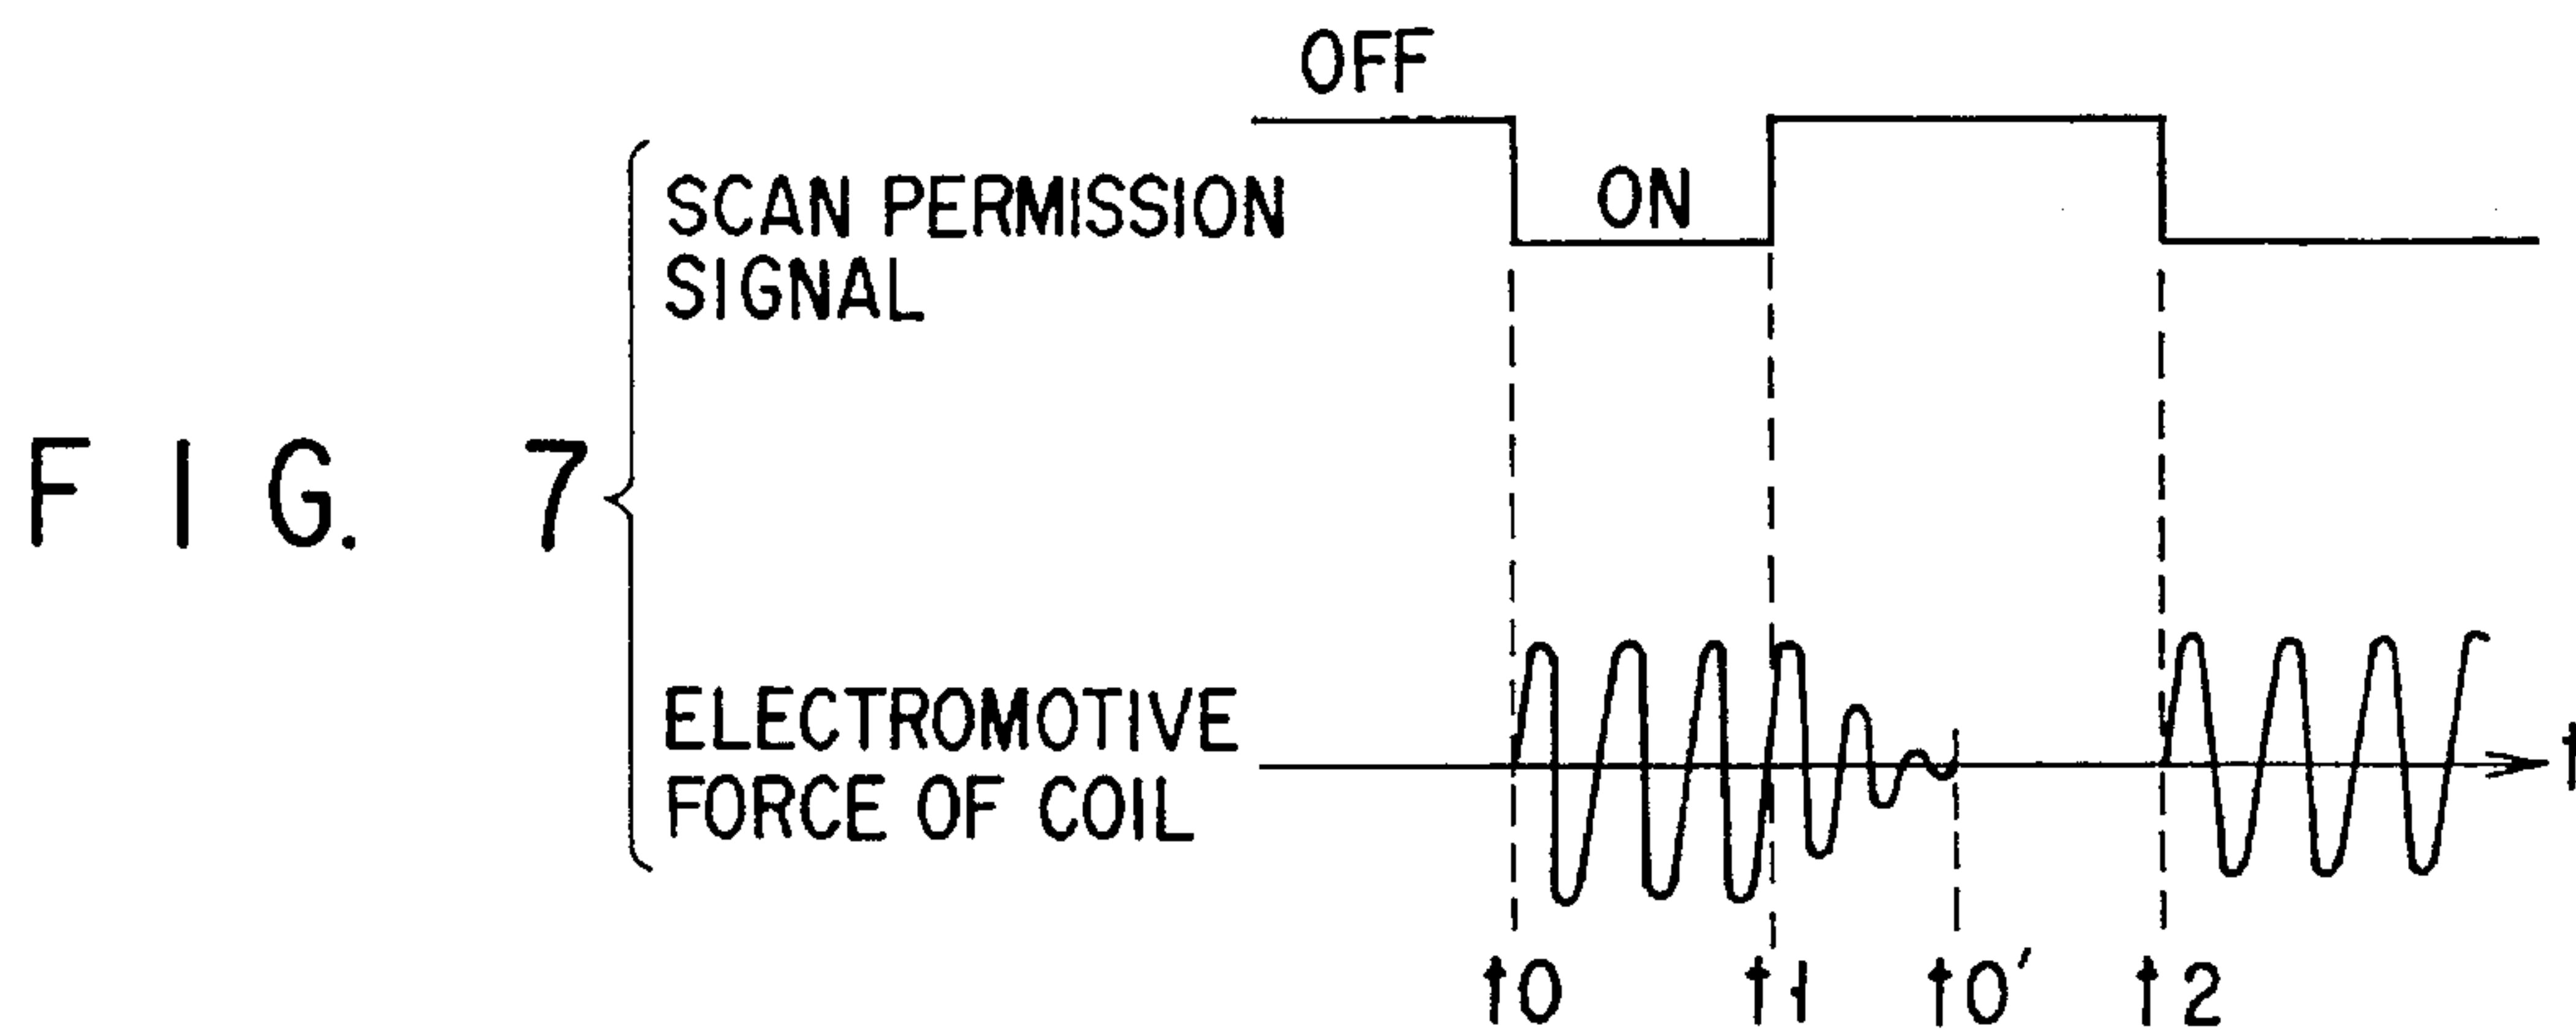 OFF
ON
SCAN PERMISSION
SIGNAL
FIG. 7
ELECTROMOTIVE
FORCE OF COIL
t
t0 t1 t0' t2